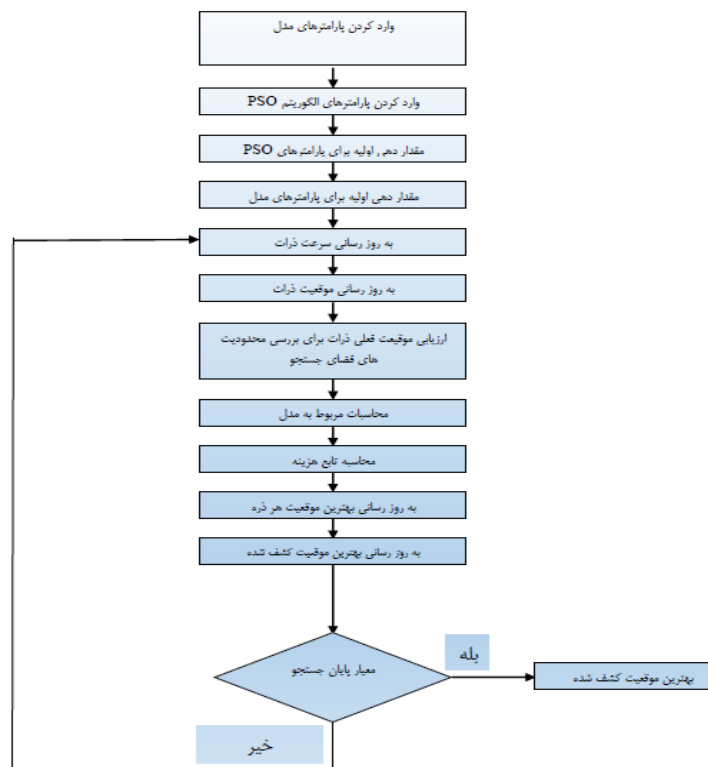 وارد کردن پارامترهای مدل
وارد کردن پارامترهای الگوریتم PSO
مقدار دهی اولیه برای پارامترهای PSO
مقدار دهی اولیه برای پارامترهای مدل
به روز رسانی سرعت ذرات
به روز رسانی موقعیت ذرات
ارزیابی موقیعت فعلی ذرات برای بررسی محدودیت
های فضای جستجو
محاسبات مربوط به مدل
محاسبه تابع هزینه
به روز رسانی بهترین موقعیت هر ذره
به روز رسانی بهترین موقعیت کشف شده
معیار پایان جستجو
بله
بهترین موقعیت کشف شده
خیر